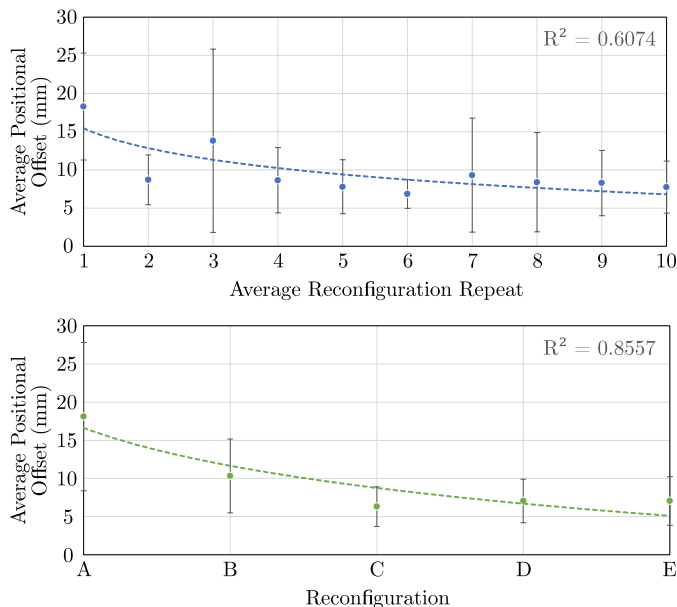 R² = 0.6074
Average Positional
Offset (mm)
30
25
20
15
10
5
0
1 2 3 4 5 6 7 8 9 10
Average Reconfiguration Repeat
R² = 0.8557
Average Positional
Offset (mm)
30
25
20
15
10
5
0
A B C D E
Reconfiguration